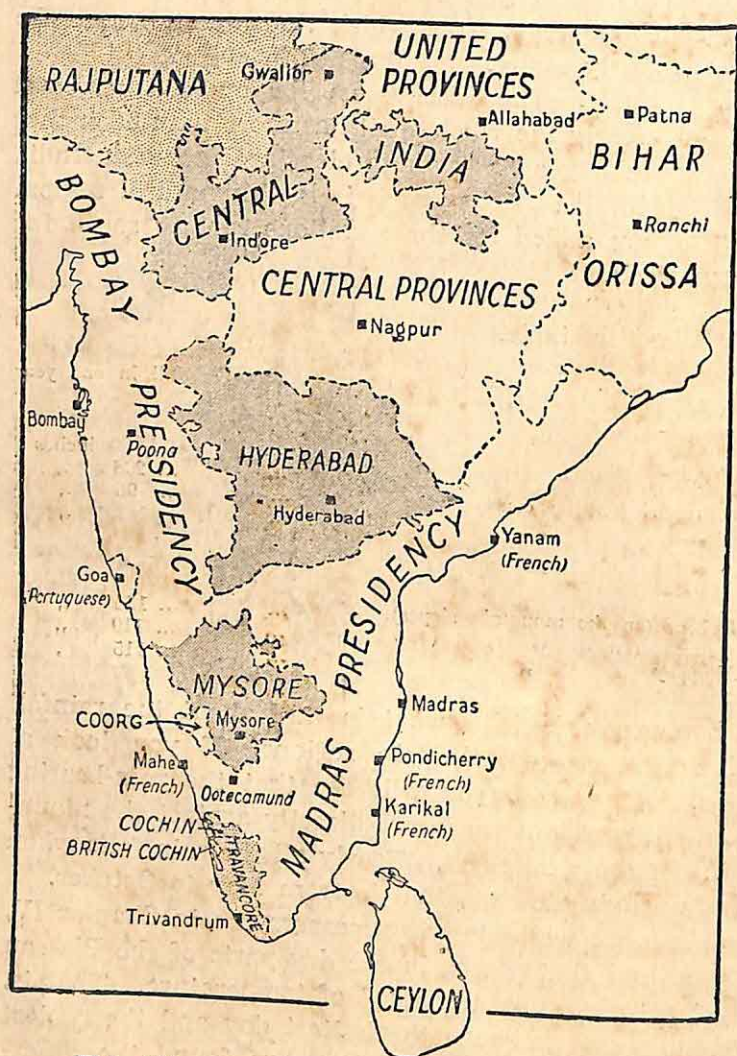 UNITED
PROVINCES
RAJPUTANA
Gwalior
Allahabad
Patna
INDIA
BIHAR
CENTRAL
Indore
Ranchi
BOMBAY
PRESIDENCY
CENTRAL PROVINCES
ORISSA
Nagpur
Bombay
Poona
HYDERABAD
Hyderabad
Yanam
(French)
Goa
(Portuguese)
MADRAS PRESIDENCY
MYSORE
COORG
Mysore
Madras
Mahe
(French)
Ootecamund
Pondicherry
(French)
Karikal
(French)
COCHIN
BRITISH COCHIN
TRAVANCORE
Trivandrum
CEYLON